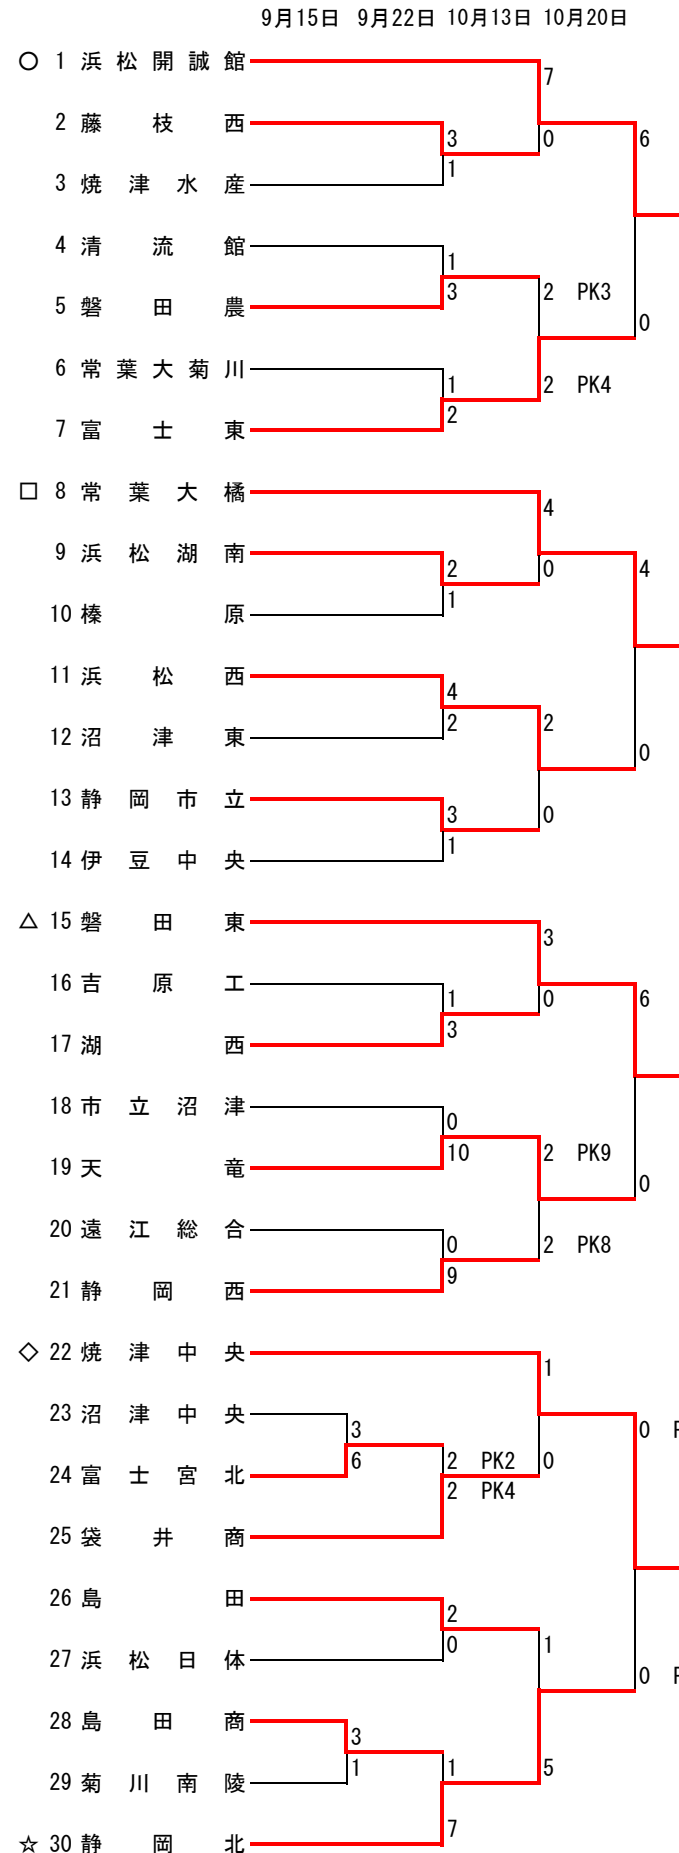 9月15日 9月22日 10月13日 10月20日
○ 1 浜松開誠館
7
2 藤枝西
3
0
6
1
3 焼津水産
4 清流館
1
3
2 PK3
5 磐田農
0
6 常葉大菊川
1
2 PK4
2
7 富士東
□ 8 常葉大橘
4
9 浜松湖南
2
0
4
1
10 榛原
11 浜松西
4
2
2
12 沼津東
0
13 静岡市立
3
0
1
14 伊豆中央
△ 15 磐田東
3
16 吉原工
1
0
6
3
17 湖西
18 市立沼津
0
10
2 PK9
19 天竜
0
20 遠江総合
0
2 PK8
9
21 静岡西
◇ 22 焼津中央
1
23 沼津中央
3
0
6
24 富士宮北
2 PK2
0
2 PK4
25 袋井商
26 島田
2
0
1
27 浜松日体
0
28 島田商
3
1
1
5
29 菊川南陵
7
☆ 30 静岡北